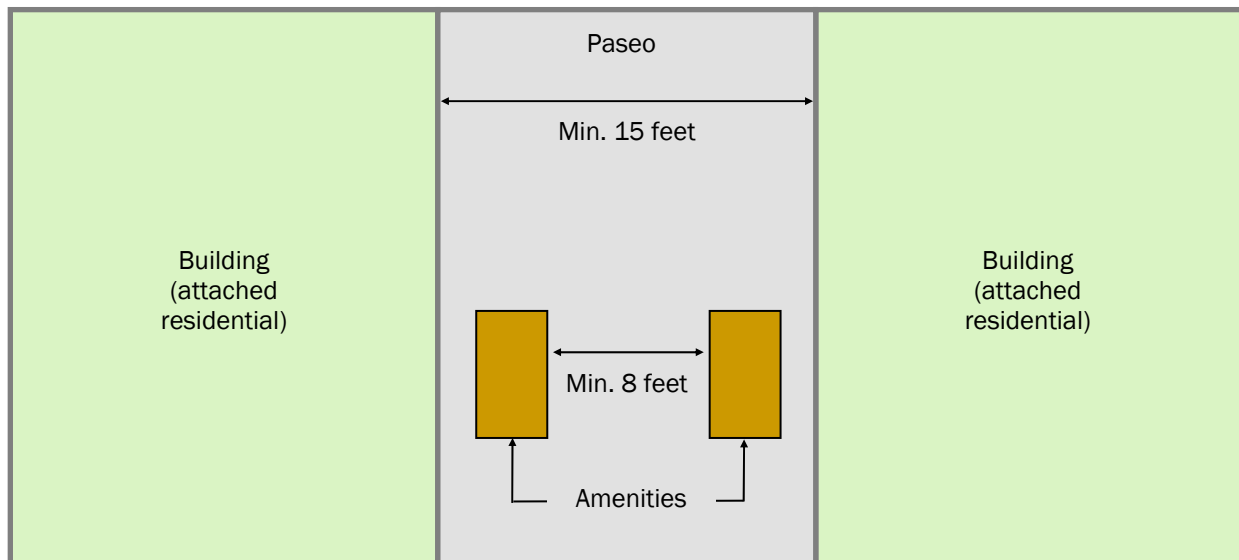 Paseo
Min. 15 feet
Building
(attached
residential)
Building
(attached
residential)
Min. 8 feet
Amenities